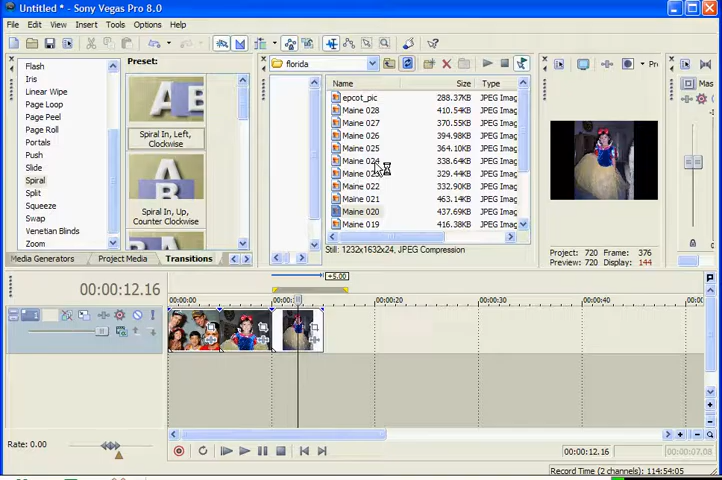 Untitled * - Sony Vegas Pro 8.0
File Edit View Insert Tools Options Help
Flash
Iris
Linear Wipe
Page Loop
Page Peel
Page Roll
Portals
Push
Slide
Spiral
Split
Squeeze
Swap
Venetian Blinds
Zoom
Preset:
Spiral In, Left,
Clockwise
Spiral In, Up,
Counter Clockwise
Media Generators Project Media Transitions
florida
Name Size Type
epcot_pic 288.37KB JPEG Imag
Maine 028 410.54KB JPEG Imag
Maine 027 370.55KB JPEG Imag
Maine 026 394.98KB JPEG Imag
Maine 025 364.10KB JPEG Imag
Maine 024 338.64KB JPEG Imag
Maine 329.44KB JPEG Imag
Maine 022 332.90KB JPEG Imag
Maine 021 463.14KB JPEG Imag
Maine 020 437.69KB JPEG Imag
Maine 019 416.38KB JPEG Imag
Still: 1232x1632x24, JPEG Compression
Pr
Project: 720 Frame: 376
Preview: 720 Display: 144
Mas
+5.00
00:00:12.16
00:00:00 00:00:1 00:00:20 00:00:30 00:00:40 00:0
Rate: 0.00
00:00:12.16 00:00:07.08
Record Time (2 channels): 114:54:05